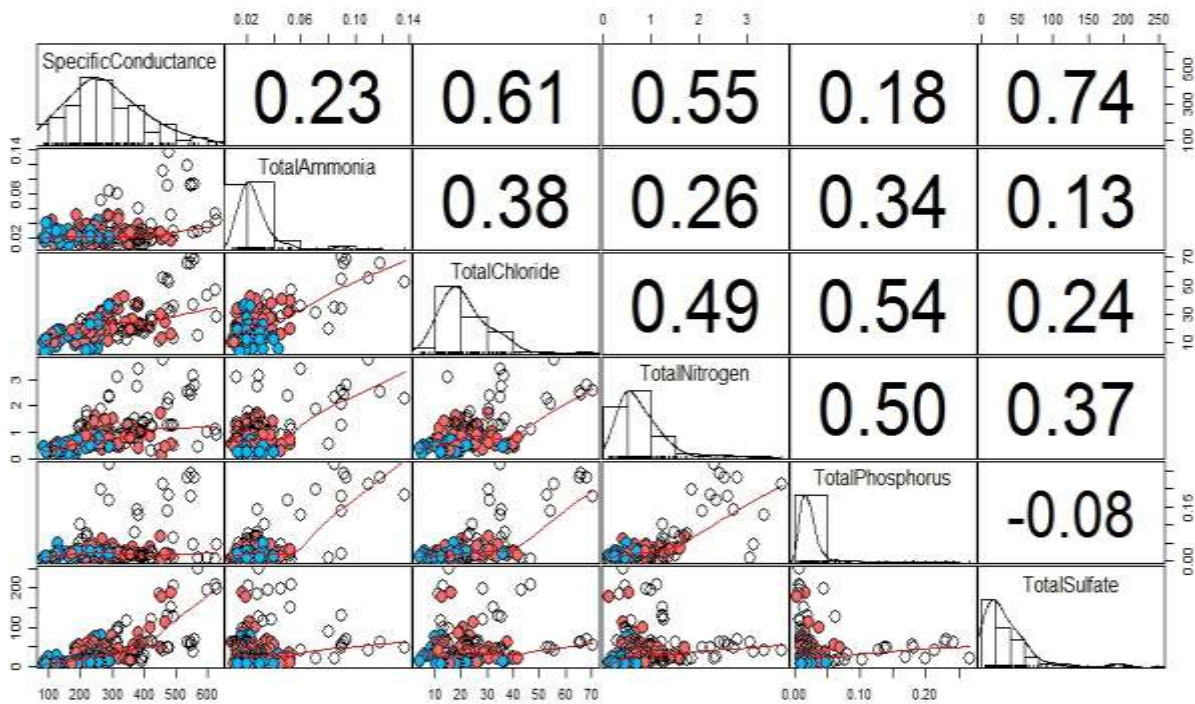 0.02 0.06 0.10 0.14 0 1 2 3 0 50 100 150 200 250
SpecificConductance 0.23 0.61 0.55 0.18 0.74 100 300 500
0.02 0.08 0.14 TotalAmmonia 0.38 0.26 0.34 0.13
TotalChloride 0.49 0.54 0.24 10 30 50 70
0 1 2 3 TotalNitrogen 0.50 0.37
TotalPhosphorus -0.08 0.00 0.15
0 50 100 200 TotalSulfate
100 200 300 400 500 600 10 20 30 40 50 60 70 0.00 0.10 0.20